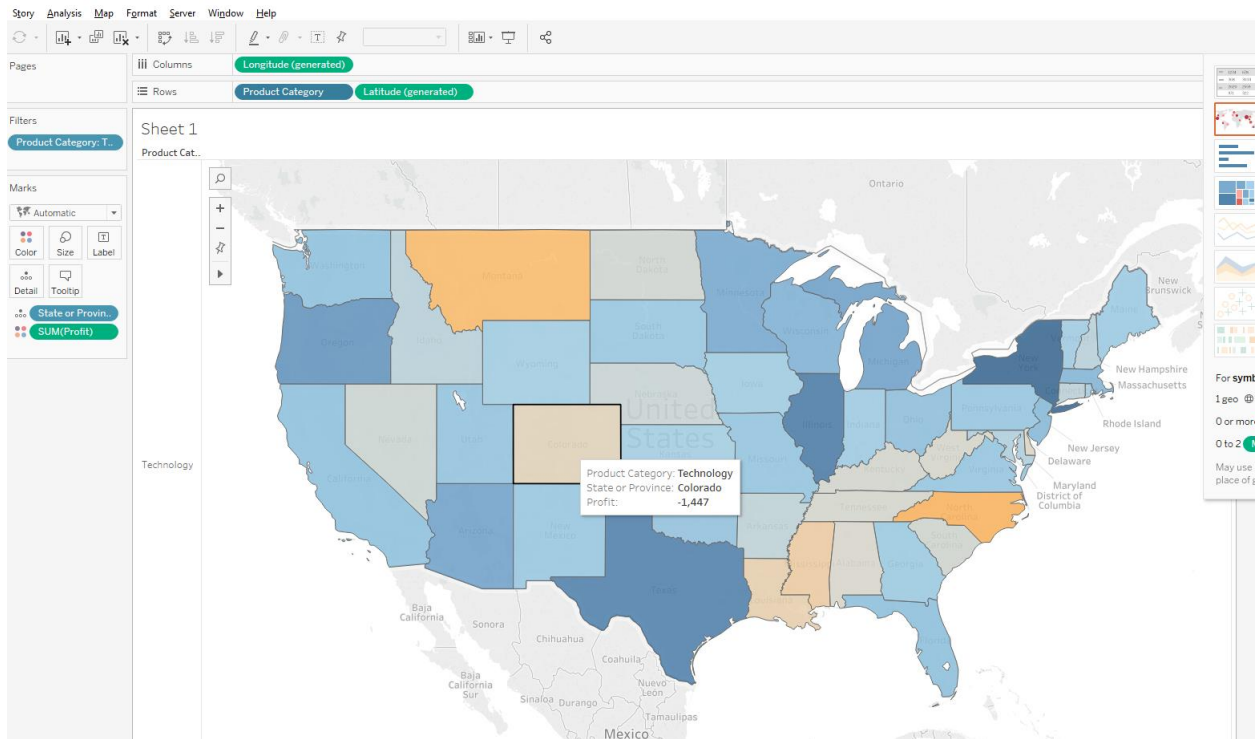 Story Analysis Map Format Server Window Help
Pages
iii Columns Longitude (generated)
Rows Product Category Latitude (generated)
Filters
Product Category: T..
Marks
Automatic
Color Size Label
Detail Tooltip
State or Provin..
SUM(Profit)
Sheet 1
Product Cat..
Technology
Ontario
New Brunswick
Washington
Montana
North Dakota
Minnesota
Maine
Oregon
Idaho
South Dakota
Wisconsin
Michigan
New York
New Hampshire
Massachusetts
Wyoming
Iowa
Nebraska
Rhode Island
United States
Nevada
Utah
Colorado
Kansas
Missouri
Illinois
Indiana
Ohio
Pennsylvania
New Jersey
Delaware
Maryland
District of Columbia
West Virginia
Virginia
Kentucky
California
Product Category: Technology
State or Province: Colorado
Profit: -1,447
Arizona
New Mexico
Arkansas
Tennessee
North Carolina
South Carolina
Alabama
Georgia
Texas
Baja California
Sonora
Chihuahua
Coahuila
Baja California Sur
Sinaloa
Durango
Nuevo León
Tamaulipas
Mexico
For symb
1 geo
0 or more
0 to 2
May use
place of g